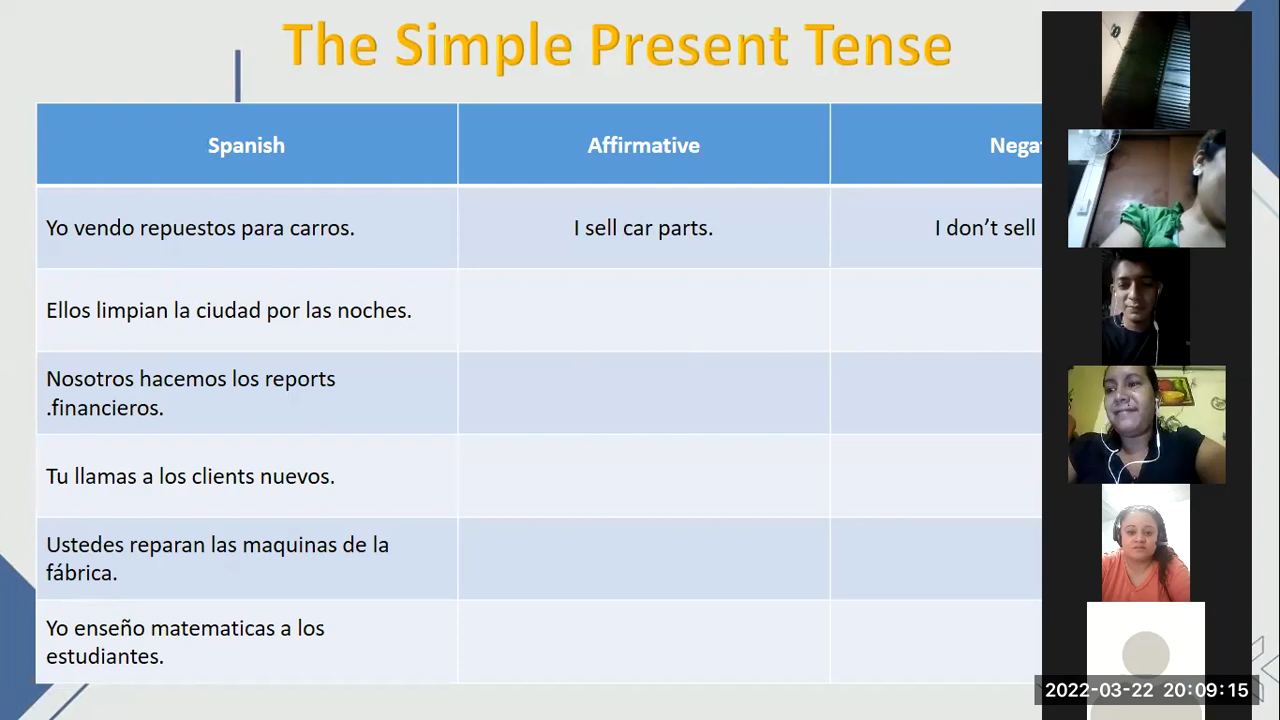 The Simple Present Tense
Spanish
Affirmative
Yo vendo repuestos para carros.
I sell car parts.
I don’t sell
Ellos limpian la ciudad por las noches.
Nosotros hacemos los reports
.financieros.
Tu llamas a los clients nuevos.
Ustedes reparan las maquinas de la
fábrica.
Yo enseño matematicas a los
estudiantes.
2022-03-22 20:09:15